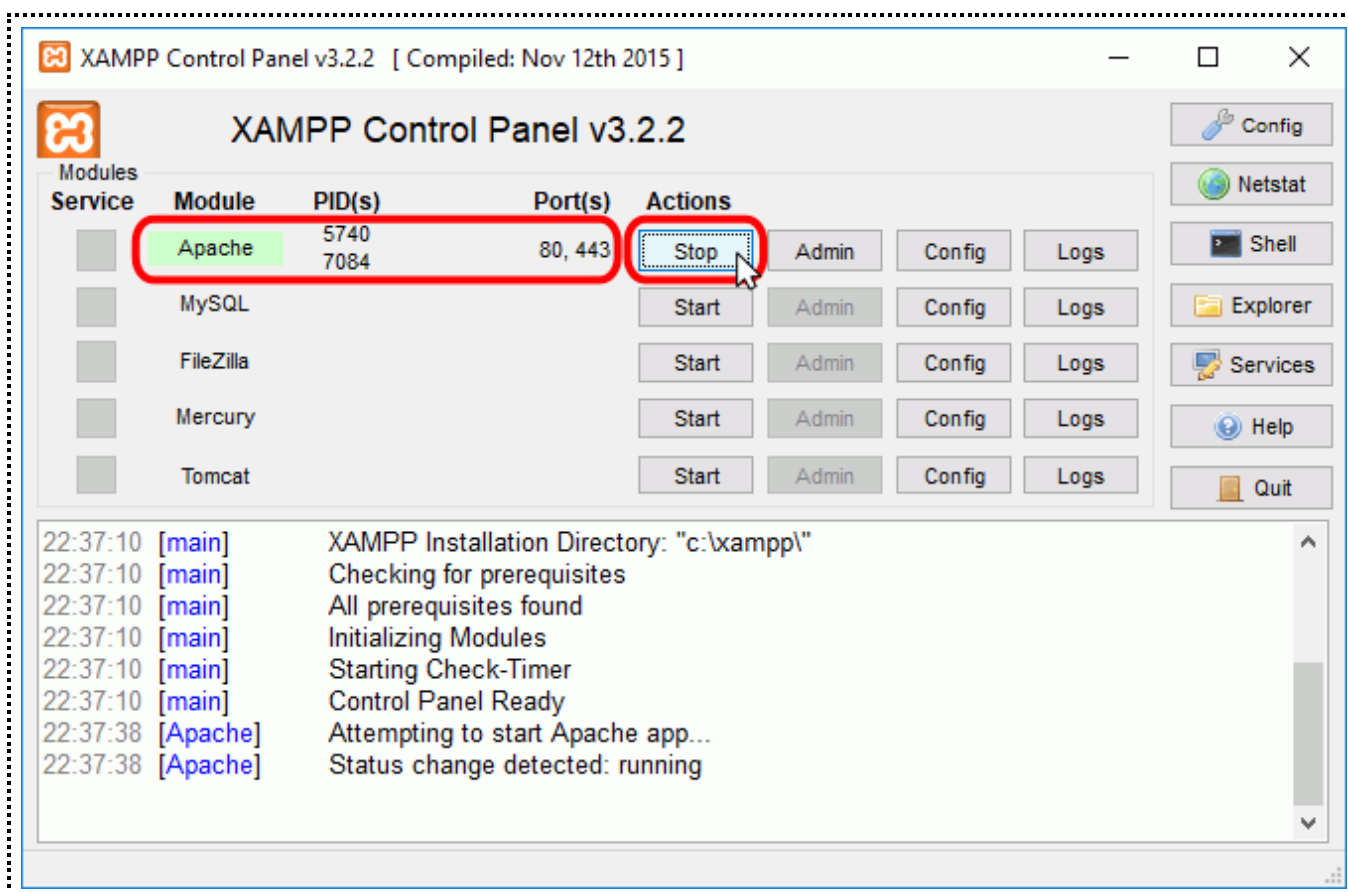 XAMPP Control Panel v3.2.2 [ Compiled: Nov 12th 2015 ]
XAMPP Control Panel v3.2.2
Config
Modules
Service Module PID(s) Port(s) Actions
Netstat
Apache 5740 7084 80, 443 Stop Admin Config Logs
Shell
MySQL Start Admin Config Logs
Explorer
FileZilla Start Admin Config Logs
Services
Mercury Start Admin Config Logs
Help
Tomcat Start Admin Config Logs
Quit
22:37:10 [main] XAMPP Installation Directory: "c:\xampp\"
22:37:10 [main] Checking for prerequisites
22:37:10 [main] All prerequisites found
22:37:10 [main] Initializing Modules
22:37:10 [main] Starting Check-Timer
22:37:10 [main] Control Panel Ready
22:37:38 [Apache] Attempting to start Apache app...
22:37:38 [Apache] Status change detected: running